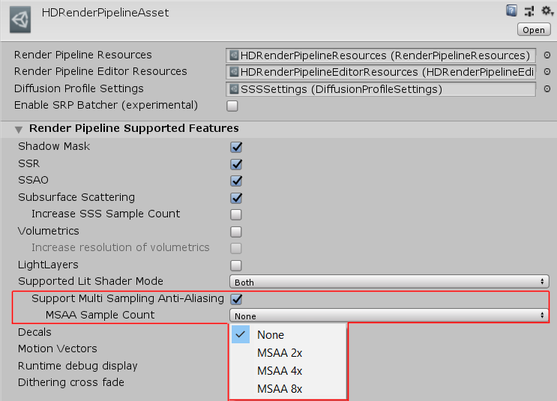 HDRenderPipelineAsset
Open
Render Pipeline Resources HDRenderPipelineResources (RenderPipelineResources)
Render Pipeline Editor Resources HDRenderPipelineEditorResources (HDRenderPipelineEdi
Diffusion Profile Settings SSSSettings (DiffusionProfileSettings)
Enable SRP Batcher (experimental)
Render Pipeline Supported Features
Shadow Mask
SSR
SSAO
Subsurface Scattering
Increase SSS Sample Count
Volumetrics
Increase resolution of volumetrics
LightLayers
Supported Lit Shader Mode Both
Support Multi Sampling Anti-Aliasing
MSAA Sample Count None
Decals None
Motion Vectors MSAA 2x
Runtime debug display MSAA 4x
Dithering cross fade MSAA 8x